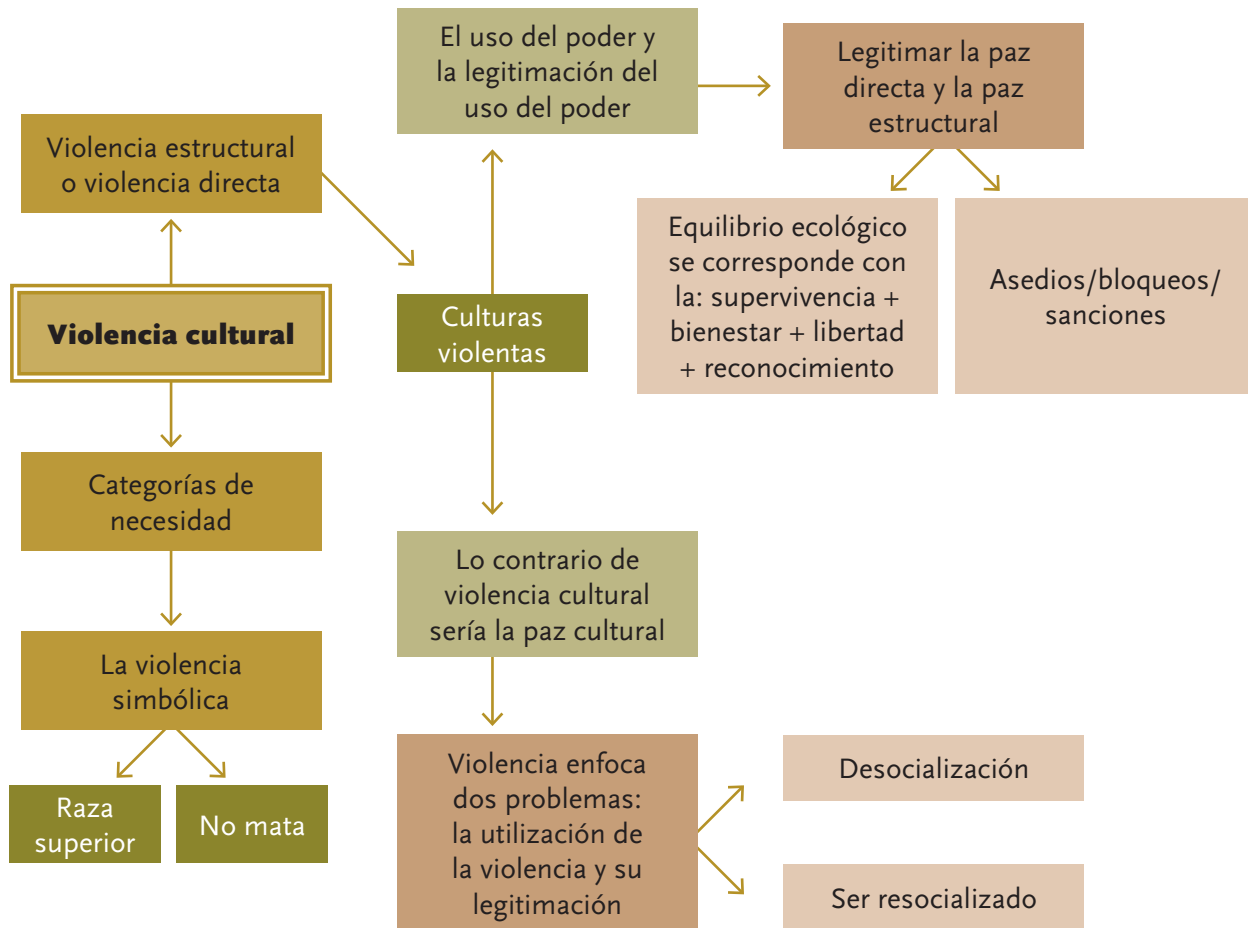 El uso del poder y
la legitimación del
uso del poder
Legitimar la paz
directa y la paz
estructural
Violencia estructural
o violencia directa
Equilibrio ecológico
se corresponde con
la: supervivencia +
bienestar + libertad
+ reconocimiento
Asedios/bloqueos/
sanciones
Violencia cultural
Culturas
violentas
Categorías de
necesidad
Lo contrario de
violencia cultural
sería la paz cultural
La violencia
simbólica
Raza
superior
No mata
Violencia enfoca
dos problemas:
la utilización de
la violencia y su
legitimación
Desocialización
Ser resocializado